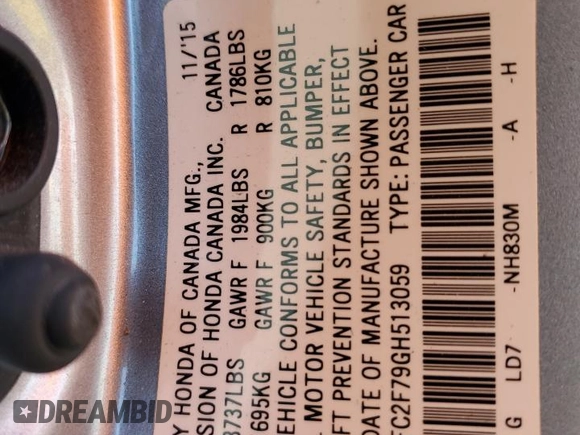 Y HONDA OF CANADA MFG., 11/'15
SION OF HONDA CANADA INC. CANADA
3737LBS GAWR F 1984LBS R 1786LBS
695KG GAWR F 900KG R 810KG
EHICLE CONFORMS TO ALL APPLICABLE
MOTOR VEHICLE SAFETY, BUMPER,
FT PREVENTION STANDARDS IN EFFECT
DATE OF MANUFACTURE SHOWN ABOVE.
FC2F79GH513059 TYPE: PASSENGER CAR
G LD7 -NH830M -A -H
DREAMBID